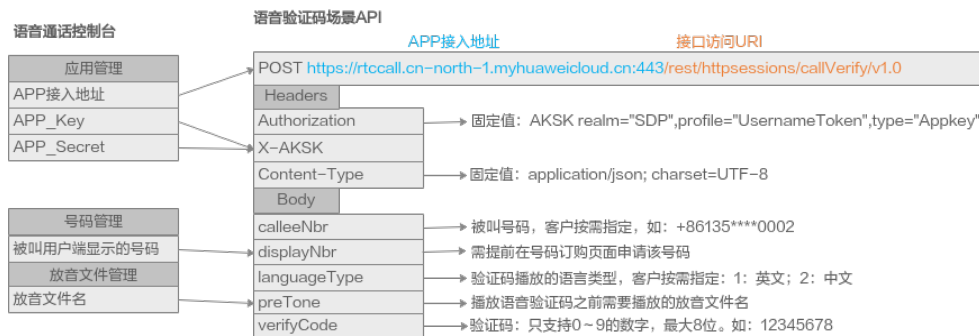 语音通话控制台
应用管理
APP接入地址
APP_Key
APP_Secret
号码管理
被叫用户端显示的号码
放音文件管理
放音文件名
语音验证码场景API
APP接入地址 接口访问URI
POST https://rtccall.cn-north-1.myhuaweicloud.cn:443/rest/httpsessions/callVerify/v1.0
Headers
Authorization 固定值：AKSK realm="SDP",profile="UsernameToken",type="Appkey"
X-AKSK
Content-Type 固定值：application/json; charset=UTF-8
Body
calleeNbr 被叫号码，客户按需指定，如：+86135****0002
displayNbr 需提前在号码订购页面申请该号码
languageType 验证码播放的语言类型，客户按需指定：1：英文；2：中文
preTone 播放语音验证码之前需要播放的放音文件名
verifyCode 验证码：只支持0~9的数字，最大8位。如：12345678